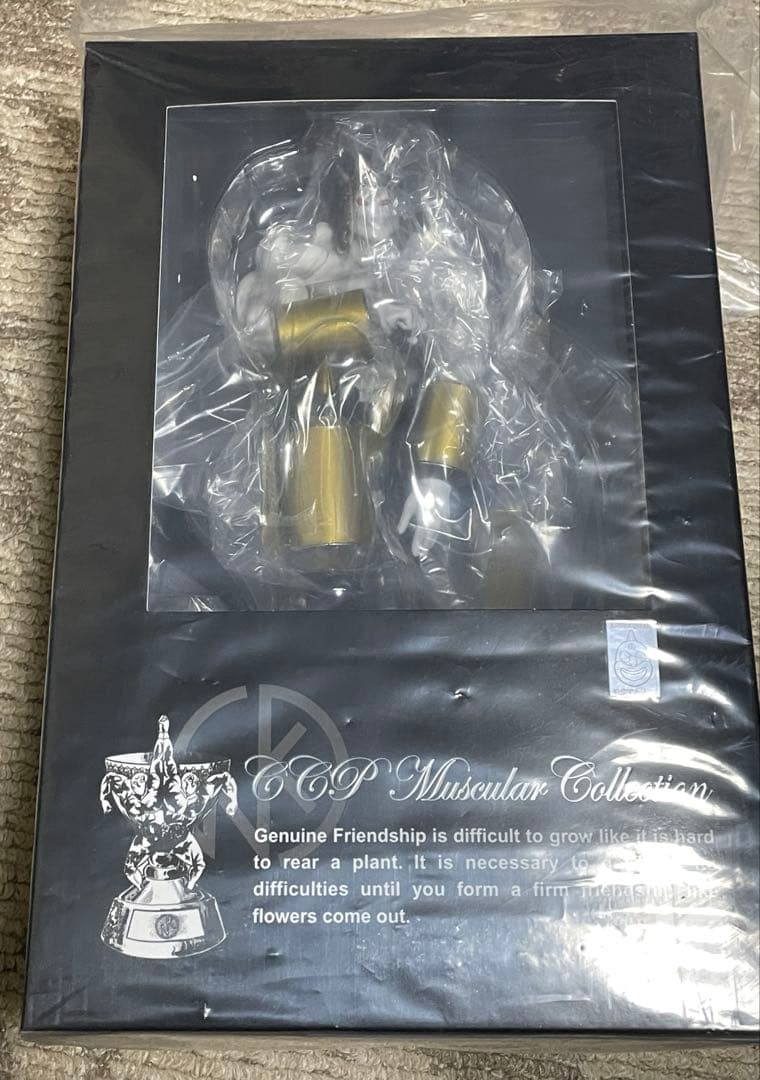 CCP Muscular Collection
Genuine Friendship is difficult to grow like it is hard
to rear a plant. It is necessary to
difficulties until you form a firm friendship
flowers come out.